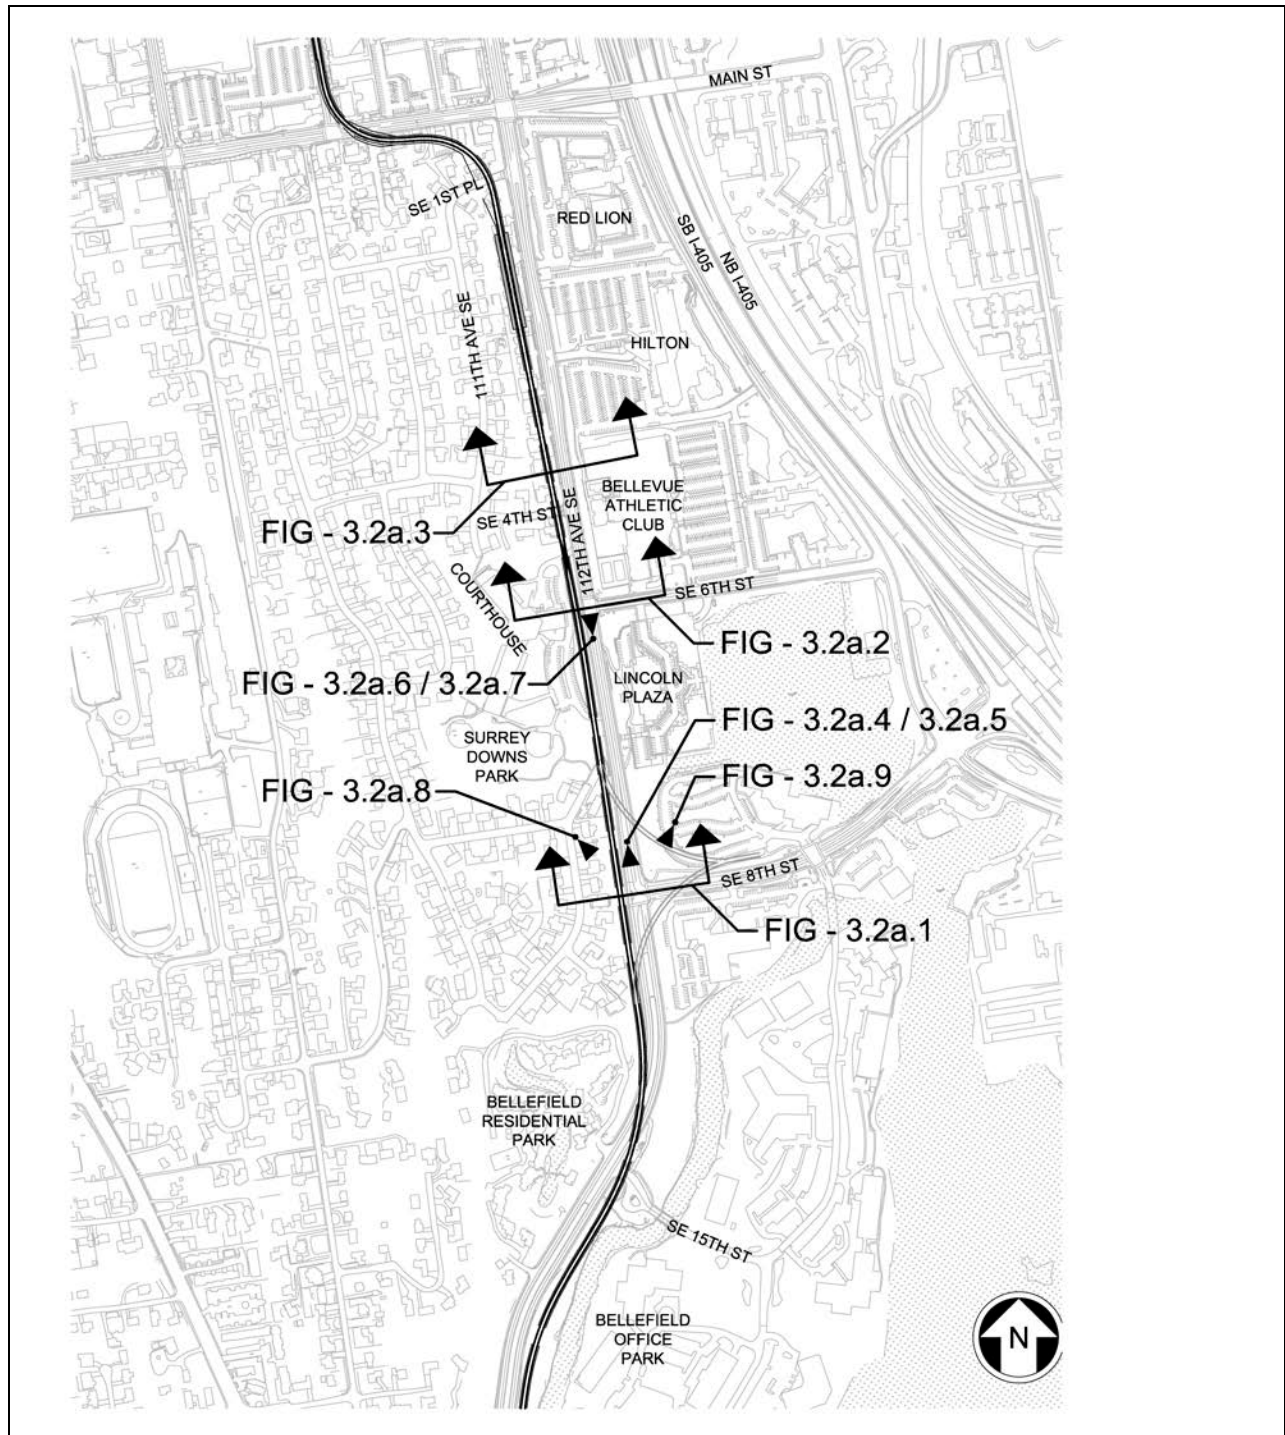 MAIN ST
SE 1ST PL
RED LION
SB I-405
NB I-405
111TH AVE SE
HILTON
BELLEVUE
ATHLETIC
CLUB
FIG - 3.2a.3
SE 4TH ST
112TH AVE SE
COURTHOUSE
SE 6TH ST
FIG - 3.2a.2
FIG - 3.2a.6 / 3.2a.7
LINCOLN
PLAZA
FIG - 3.2a.4 / 3.2a.5
SURREY
DOWNS
PARK
FIG - 3.2a.9
FIG - 3.2a.8
SE 8TH ST
FIG - 3.2a.1
BELLEFIELD
RESIDENTIAL
PARK
SE 15TH ST
BELLEFIELD
OFFICE
PARK
N